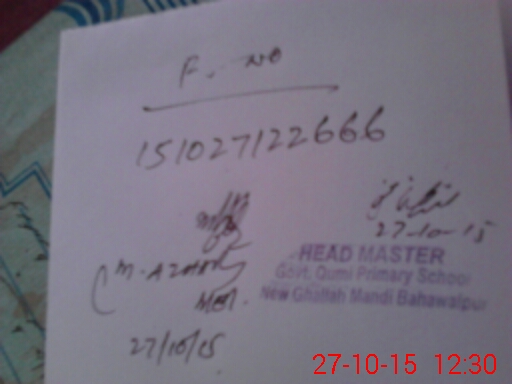 F. No
151027122666
27-10-15
HEAD MASTER
Govt. Qumi Primary School
New Ghallah Mandi Bahawalpur
(M-AZAM)
27/10/15
27-10-15 12:30